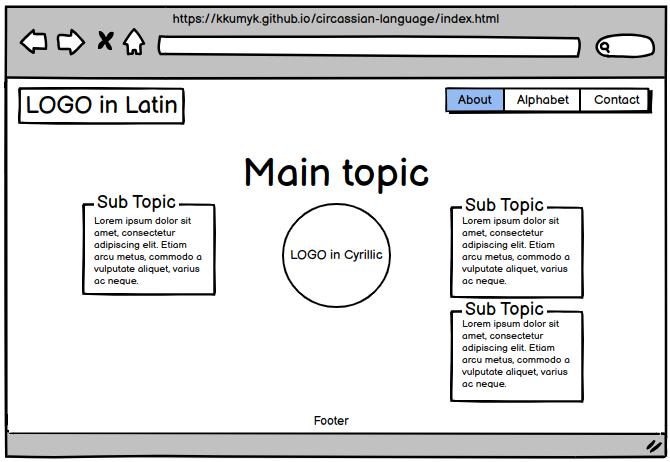 https://kkumyk.github.io/circassian-language/index.html
LOGO in Latin
About
Alphabet
Contact
Main topic
Sub Topic
Lorem ipsum dolor sit
amet, consectetur
adipiscing elit. Etiam
arcu metus, commodo a
vulputate aliquet, varius
ac neque.
LOGO in Cyrillic
Sub Topic
Lorem ipsum dolor sit
amet, consectetur
adipiscing elit. Etiam
arcu metus, commodo a
vulputate aliquet, varius
ac neque.
Sub Topic
Lorem ipsum dolor sit
amet, consectetur
adipiscing elit. Etiam
arcu metus, commodo a
vulputate aliquet, varius
ac neque.
Footer